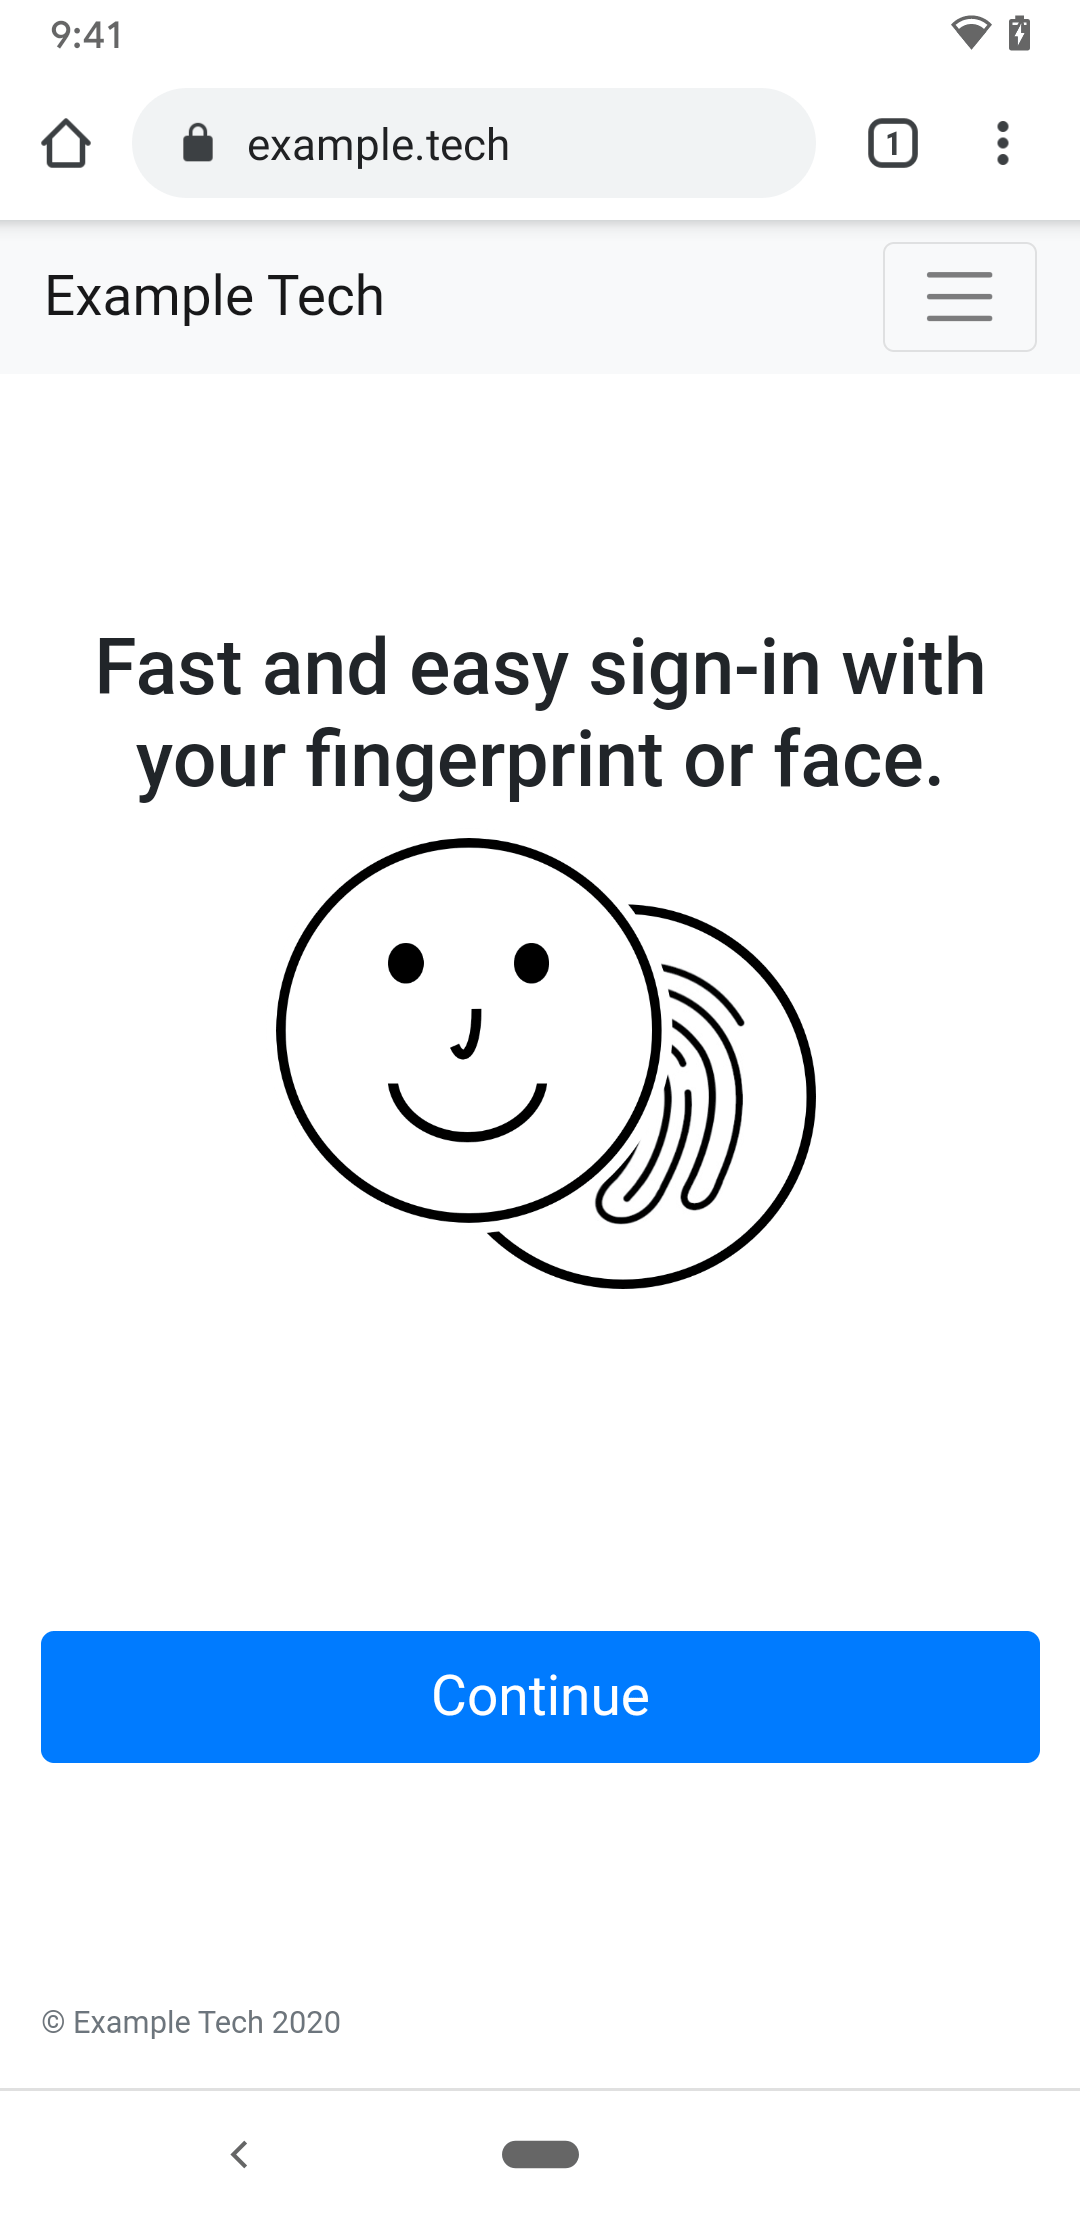 9:41
example.tech
1
Example Tech
Fast and easy sign-in with
your fingerprint or face.
Continue
© Example Tech 2020